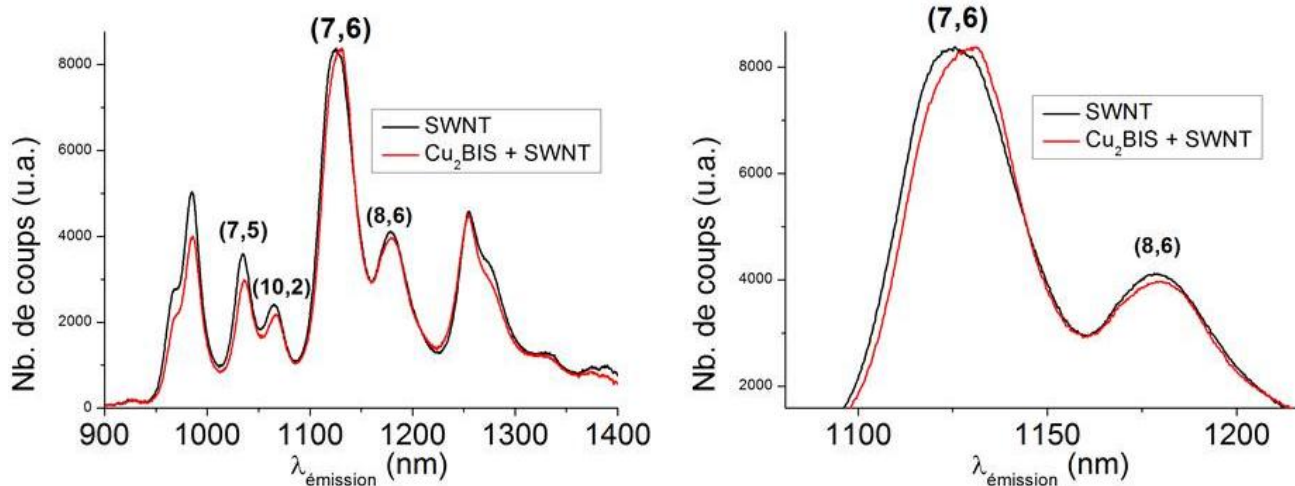 (7,6)
8000
6000
4000
2000
0
Nb. de coups (u.a.)
SWNT
Cu₂BIS + SWNT
(7,5)
(10,2)
(8,6)
900 1000 1100 1200 1300 1400
λémission (nm)
(7,6)
8000
6000
4000
2000
Nb. de coups (u.a.)
SWNT
Cu₂BIS + SWNT
(8,6)
1100 1150 1200
λémission (nm)